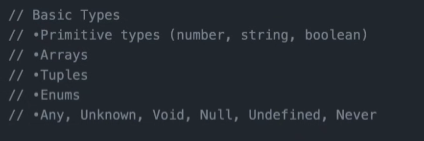 // Basic Types
// •Primitive types (number, string, boolean)
// •Arrays
// •Tuples
// •Enums
// •Any, Unknown, Void, Null, Undefined, Never